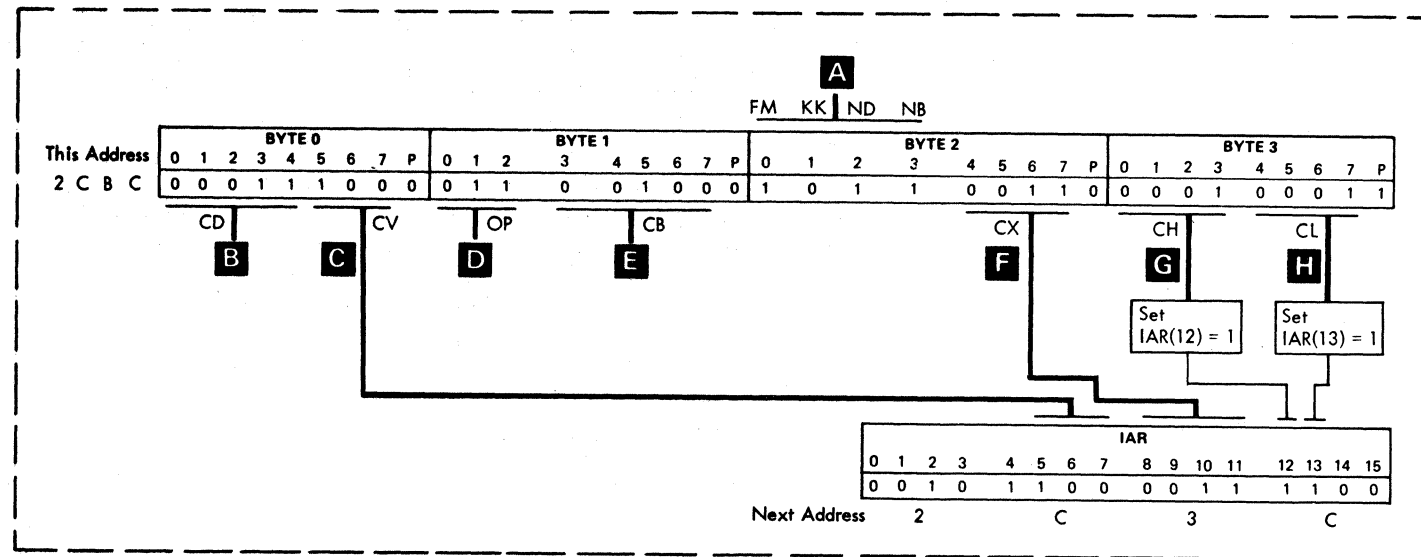 A
FM KK ND NB
BYTE 0 BYTE 1 BYTE 2 BYTE 3
This Address 0 1 2 3 4 5 6 7 P 0 1 2 3 4 5 6 7 P 0 1 2 3 4 5 6 7 P 0 1 2 3 4 5 6 7 P
2 C B C 0 0 0 1 1 1 0 0 0 0 1 1 0 0 1 0 0 0 1 0 1 1 0 0 1 1 0 0 0 0 1 0 0 0 1 1
CD CV OP CB CX CH CL
B C D E F G H
Set Set
IAR(12) = 1 IAR(13) = 1
IAR
0 1 2 3 4 5 6 7 8 9 10 11 12 13 14 15
0 0 1 0 1 1 0 0 0 0 1 1 1 1 0 0
Next Address 2 C 3 C